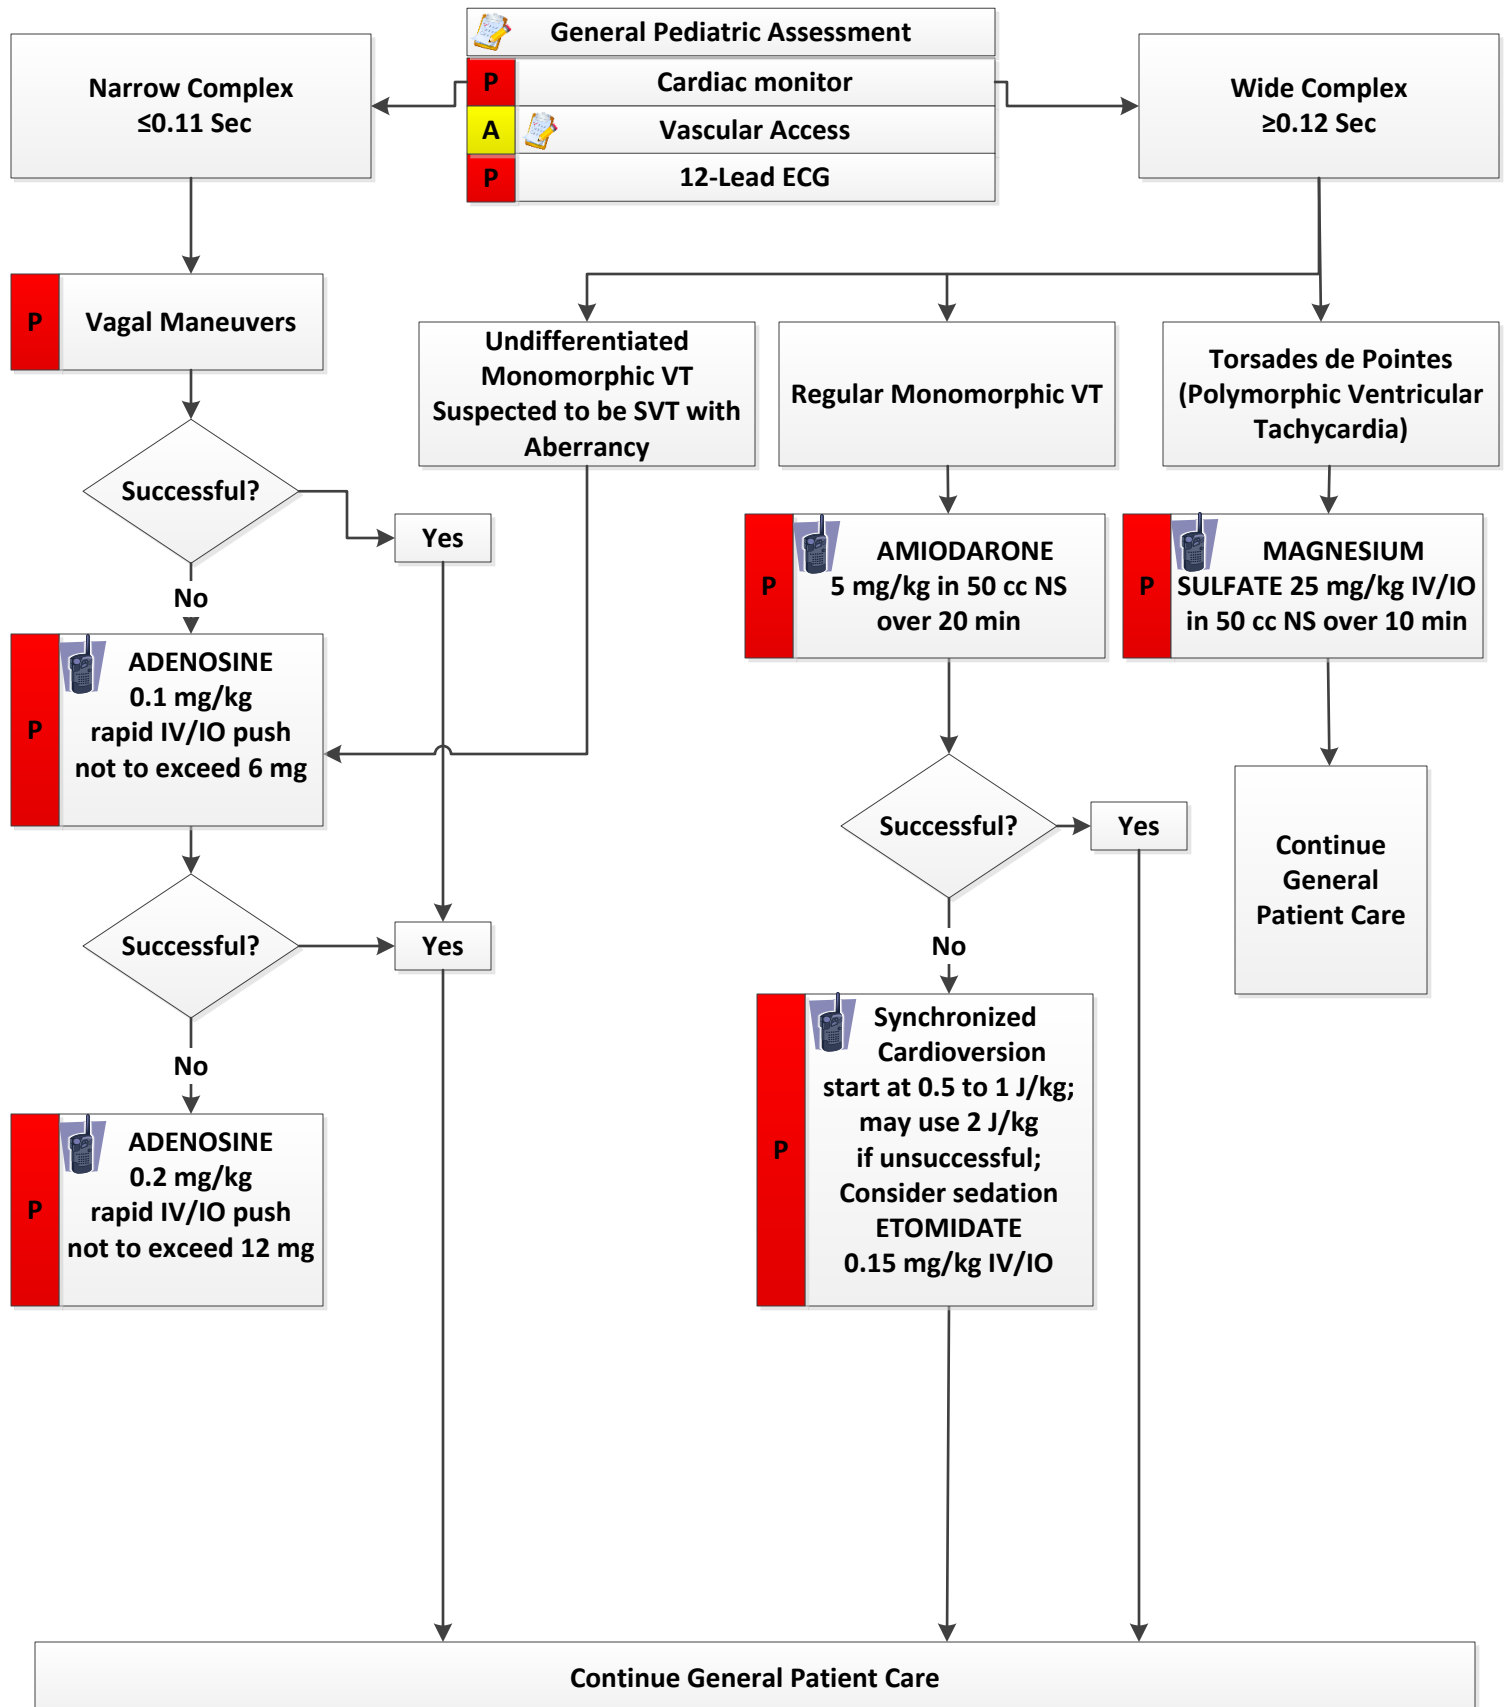 General Pediatric Assessment
P
Cardiac monitor
A
Vascular Access
P
12-Lead ECG
Narrow Complex
≤0.11 Sec
Wide Complex
≥0.12 Sec
P
Vagal Maneuvers
Successful?
Yes
No
P
ADENOSINE
0.1 mg/kg
rapid IV/IO push
not to exceed 6 mg
Successful?
Yes
No
P
ADENOSINE
0.2 mg/kg
rapid IV/IO push
not to exceed 12 mg
Undifferentiated
Monomorphic VT
Suspected to be SVT with
Aberrancy
Regular Monomorphic VT
P
AMIODARONE
5 mg/kg in 50 cc NS
over 20 min
Successful?
Yes
No
P
Synchronized
Cardioversion
start at 0.5 to 1 J/kg;
may use 2 J/kg
if unsuccessful;
Consider sedation
ETOMIDATE
0.15 mg/kg IV/IO
Torsades de Pointes
(Polymorphic Ventricular
Tachycardia)
P
MAGNESIUM
SULFATE 25 mg/kg IV/IO
in 50 cc NS over 10 min
Continue
General
Patient Care
Continue General Patient Care